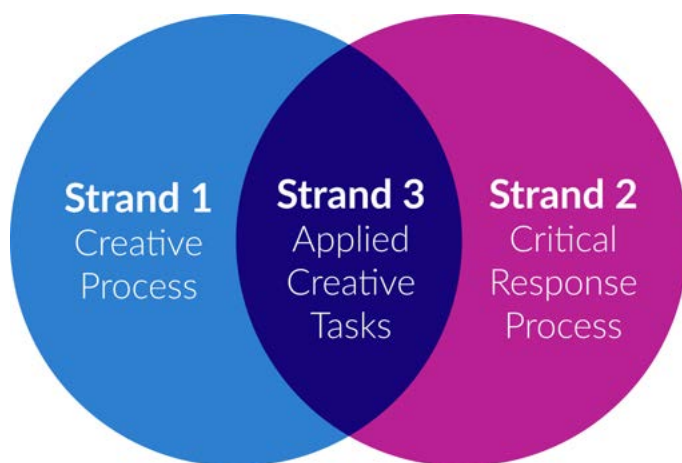 Strand 1
Creative
Process
Strand 3
Applied
Creative
Tasks
Strand 2
Critical
Response
Process